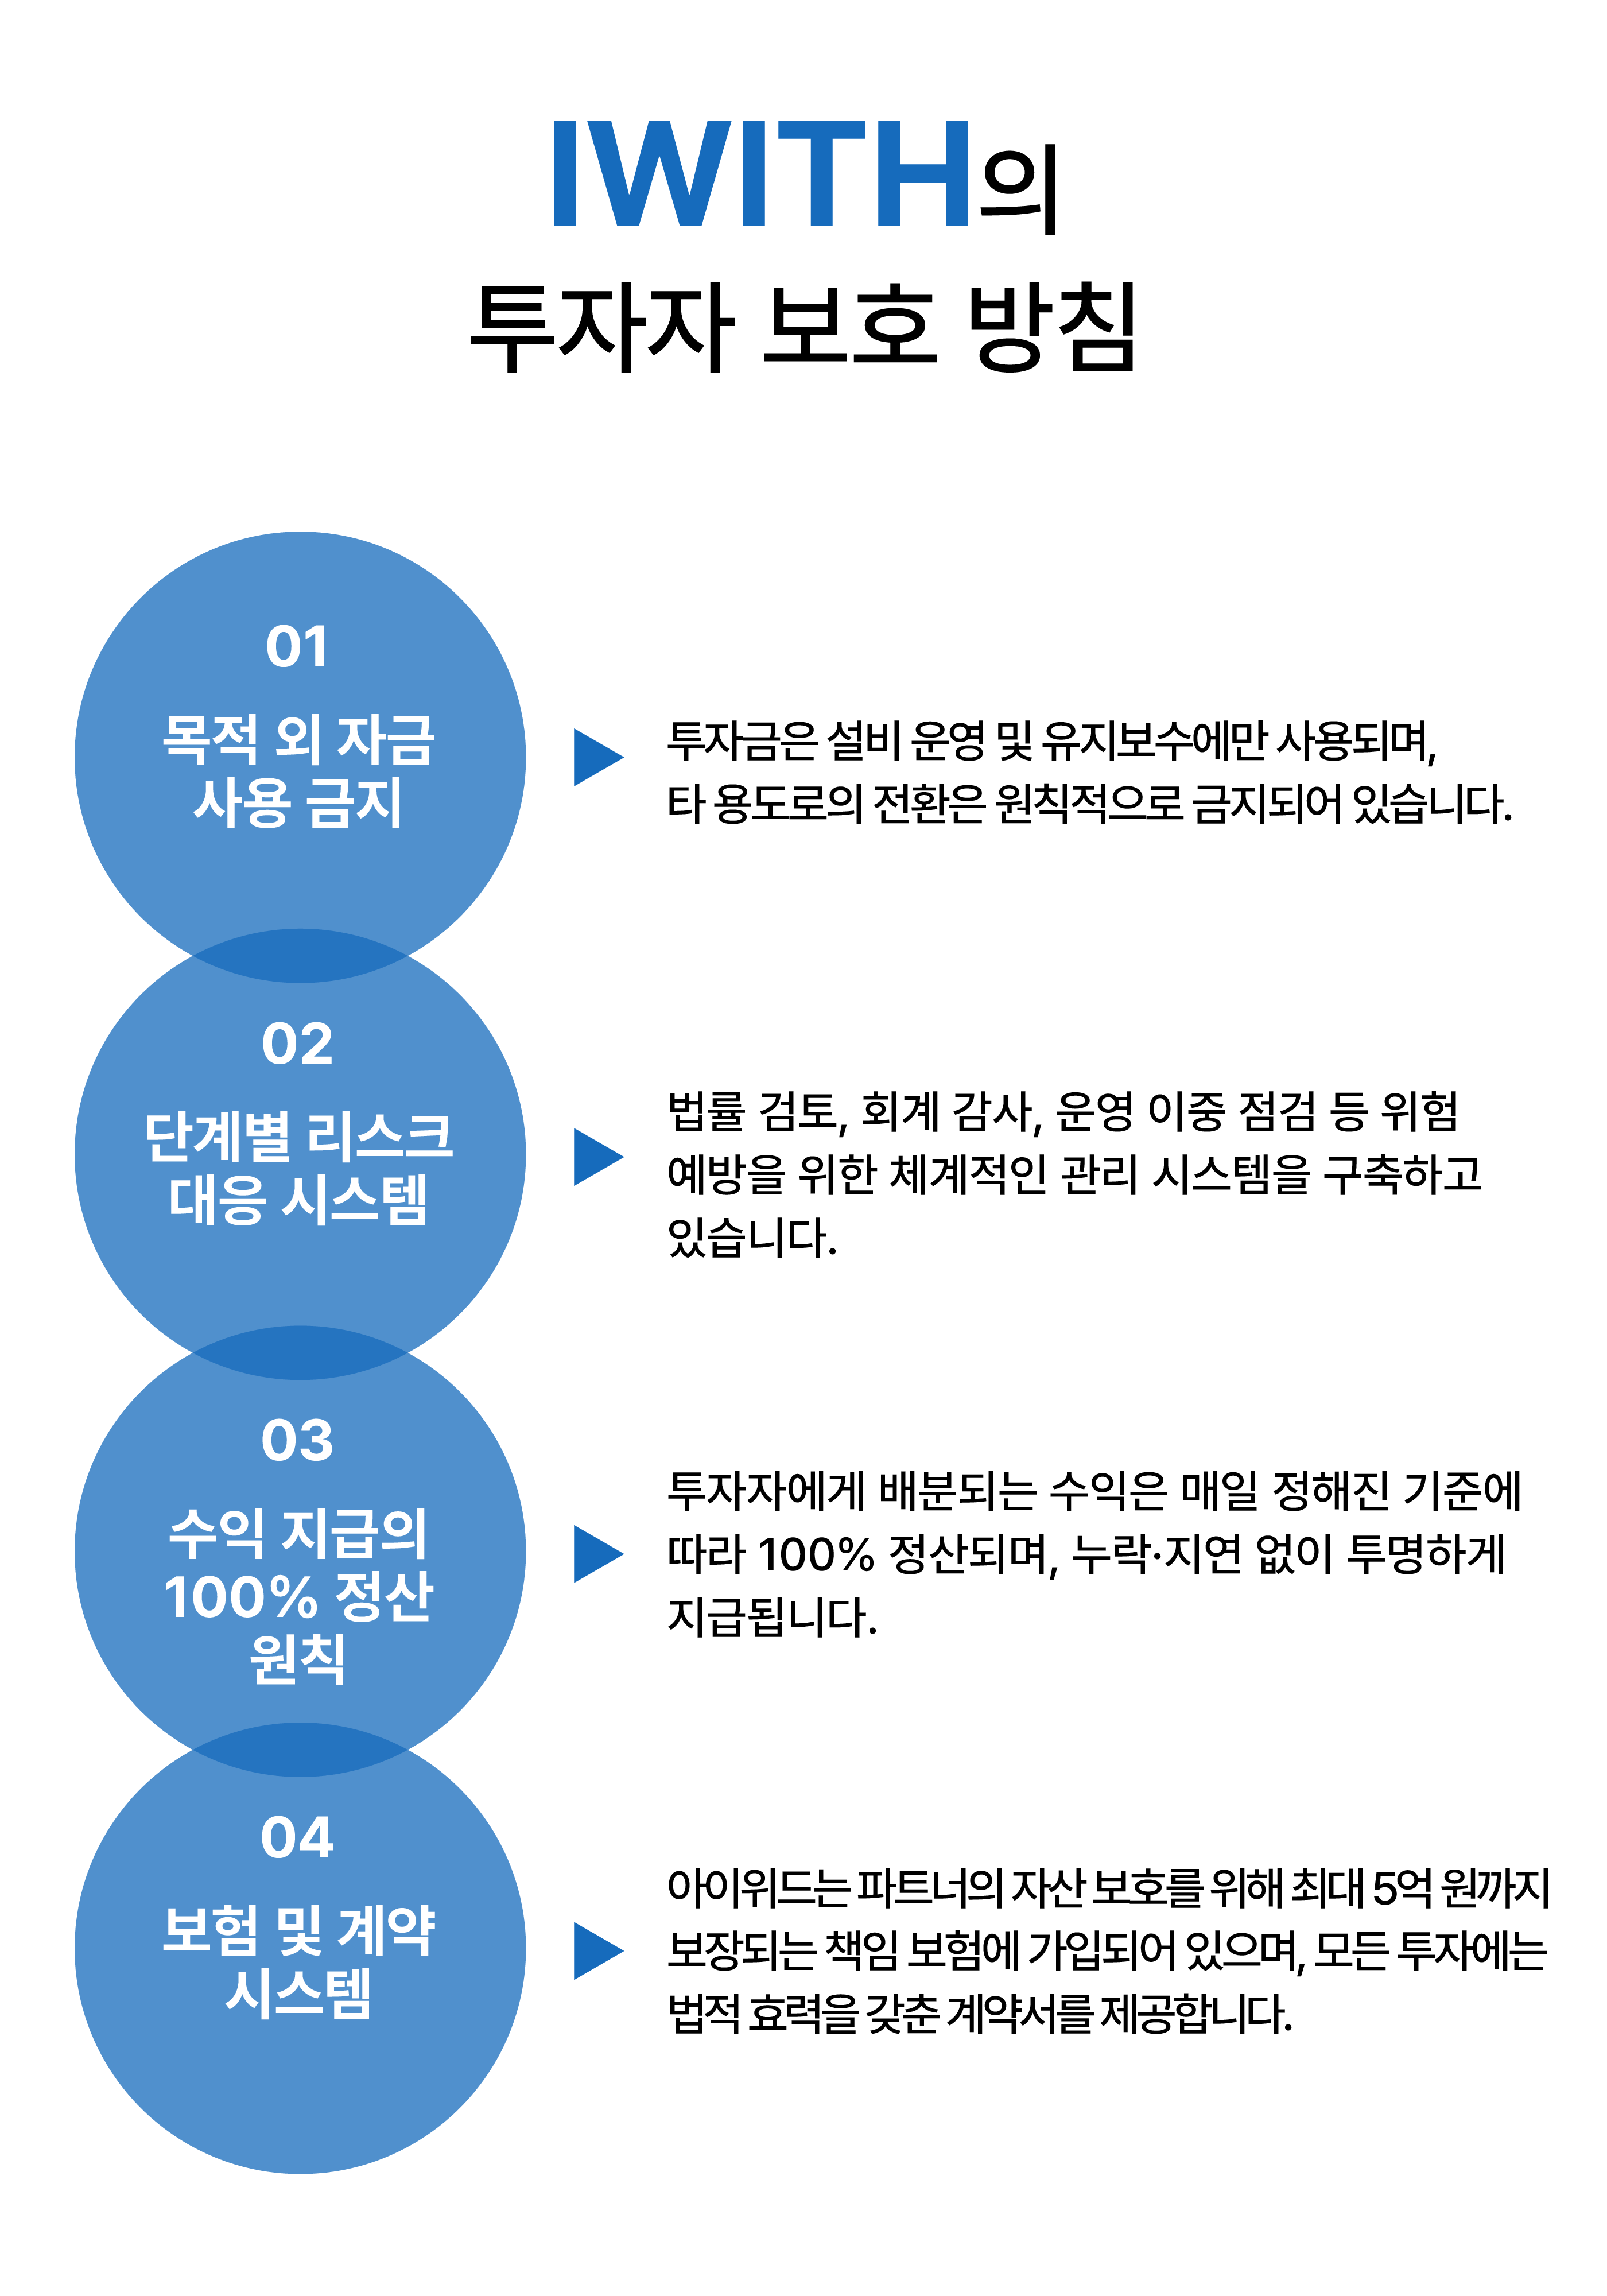 IWITH의
투자자 보호 방침
01
목적 외 자금
사용 금지
투자금은 설비 운영 및 유지보수에만 사용되며,
타 용도로의 전환은 원칙적으로 금지되어 있습니다.
02
단계별 리스크
대응 시스템
법률 검토, 회계 감사, 운영 이중 점검 등 위험
예방을 위한 체계적인 관리 시스템을 구축하고
있습니다.
03
수익 지급의
100% 정산
원칙
투자자에게 배분되는 수익은 매일 정해진 기준에
따라 100% 정산되며, 누락·지연 없이 투명하게
지급됩니다.
04
보험 및 계약
시스템
아이위드는 파트너의 자산 보호를 위해 최대 5억 원까지
보장되는 책임 보험에 가입되어 있으며, 모든 투자에는
법적 효력을 갖춘 계약서를 제공합니다.